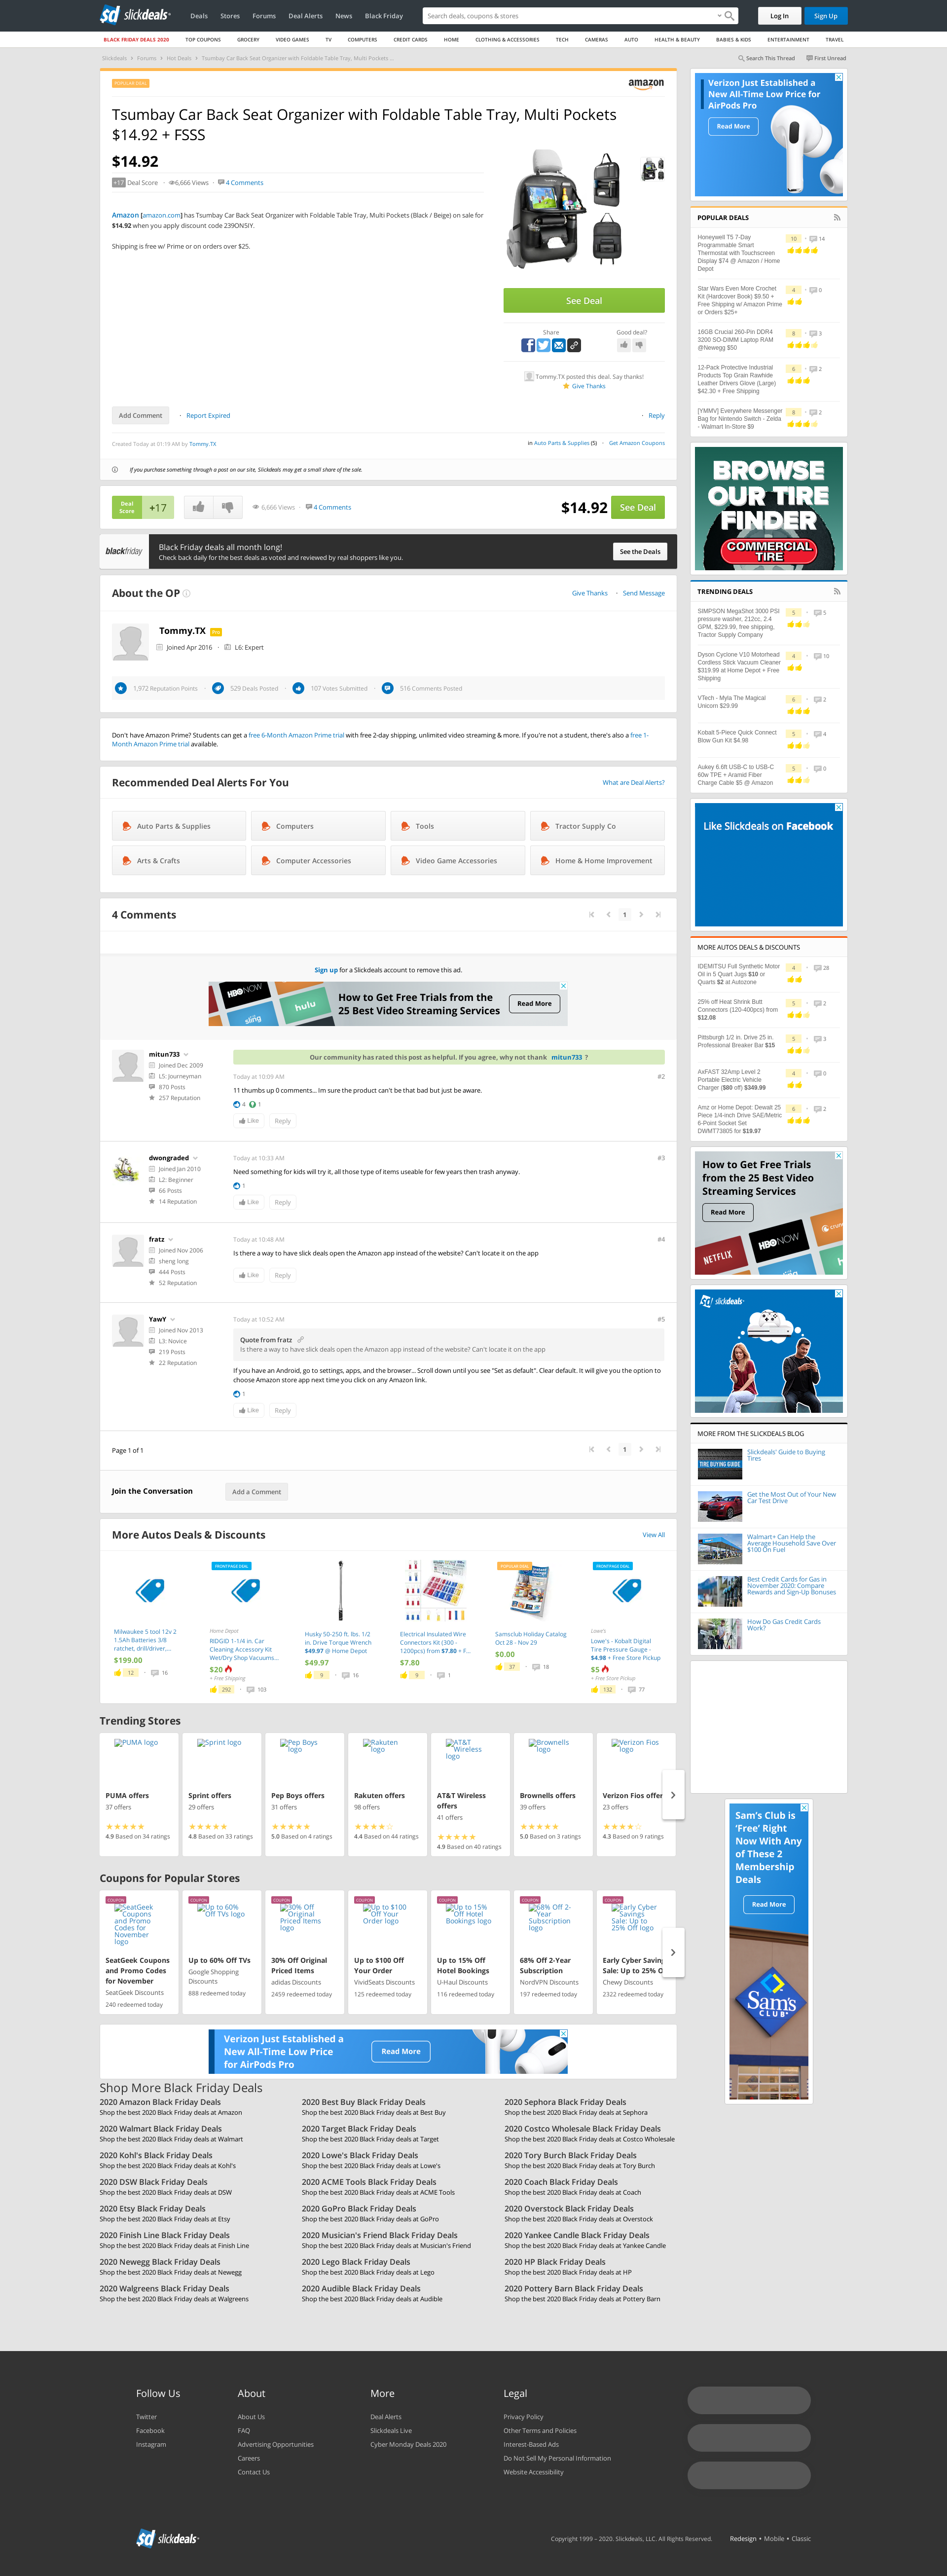 slickdeals
Deals Stores Forums Deal Alerts News Black Friday
Search deals, coupons & stores
Log In Sign Up
BLACK FRIDAY DEALS 2020 TOP COUPONS GROCERY VIDEO GAMES TV COMPUTERS CREDIT CARDS HOME CLOTHING & ACCESSORIES TECH CAMERAS AUTO HEALTH & BEAUTY BABIES & KIDS ENTERTAINMENT TRAVEL
Slickdeals Forums Hot Deals Tsumbay Car Back Seat Organizer with Foldable Table Tray, Multi Pockets ...
Search This Thread First Unread
POPULAR DEAL
amazon
Tsumbay Car Back Seat Organizer with Foldable Table Tray, Multi Pockets
$14.92 + FSSS
$14.92
+17 Deal Score 6,666 Views 4 Comments
Amazon [amazon.com] has Tsumbay Car Back Seat Organizer with Foldable Table Tray, Multi Pockets (Black / Beige) on sale for
$14.92 when you apply discount code 239ONSIY.
Shipping is free w/ Prime or on orders over $25.
See Deal
Share Good deal?
Tommy.TX posted this deal. Say thanks!
Give Thanks
Add Comment Report Expired Reply
Created Today at 01:19 AM by Tommy.TX
in Auto Parts & Supplies (5) Get Amazon Coupons
If you purchase something through a post on our site, Slickdeals may get a small share of the sale.
Deal Score +17 6,666 Views 4 Comments $14.92 See Deal
blackfriday
Black Friday deals all month long!
Check back daily for the best deals as voted and reviewed by real shoppers like you.
See the Deals
About the OP
Give Thanks Send Message
Tommy.TX Pro
Joined Apr 2016 L6: Expert
1,972 Reputation Points 529 Deals Posted 107 Votes Submitted 516 Comments Posted
Don't have Amazon Prime? Students can get a free 6-Month Amazon Prime trial with free 2-day shipping, unlimited video streaming & more. If you're not a student, there's also a free 1-
Month Amazon Prime trial available.
Recommended Deal Alerts For You
What are Deal Alerts?
Auto Parts & Supplies Computers Tools Tractor Supply Co
Arts & Crafts Computer Accessories Video Game Accessories Home & Home Improvement
4 Comments
1
Sign up for a Slickdeals account to remove this ad.
HBO NOW sling hulu
How to Get Free Trials from the
25 Best Video Streaming Services
Read More
mitun733
Joined Dec 2009
L5: Journeyman
870 Posts
257 Reputation
Our community has rated this post as helpful. If you agree, why not thank mitun733 ?
Today at 10:09 AM #2
11 thumbs up 0 comments... Im sure the product can't be that bad but just be aware.
4 1
Like Reply
dwongraded
Joined Jan 2010
L2: Beginner
66 Posts
14 Reputation
Today at 10:33 AM #3
Need something for kids will try it, all those type of items useable for few years then trash anyway.
1
Like Reply
fratz
Joined Nov 2006
sheng long
444 Posts
52 Reputation
Today at 10:48 AM #4
Is there a way to have slick deals open the Amazon app instead of the website? Can't locate it on the app
Like Reply
YawY
Joined Nov 2013
L3: Novice
219 Posts
22 Reputation
Today at 10:52 AM #5
Quote from fratz
Is there a way to have slick deals open the Amazon app instead of the website? Can't locate it on the app
If you have an Android, go to settings, apps, and the browser... Scroll down until you see "Set as default". Clear default. It will give you the option to
choose Amazon store app next time you click on any Amazon link.
1
Like Reply
Page 1 of 1
1
Join the Conversation Add a Comment
More Autos Deals & Discounts
View All
Milwaukee 5 tool 12v 2
1.5Ah Batteries 3/8
ratchet, drill/driver,...
$199.00
12 16
FRONTPAGE DEAL
Home Depot
RIDGID 1-1/4 in. Car
Cleaning Accessory Kit
Wet/Dry Shop Vacuums...
$20
+ Free Shipping
292 103
Husky 50-250 ft. lbs. 1/2
in. Drive Torque Wrench
$49.97 @ Home Depot
$49.97
9 16
Electrical Insulated Wire
Connectors Kit (300 -
1200pcs) from $7.80 + F...
$7.80
9 1
POPULAR DEAL
Samsclub Holiday Catalog
Oct 28 - Nov 29
$0.00
37 18
FRONTPAGE DEAL
Lowe's
Lowe's - Kobalt Digital
Tire Pressure Gauge -
$4.98 + Free Store Pickup
$5
+ Free Store Pickup
132 77
Trending Stores
PUMA logo
PUMA offers
37 offers
4.9 Based on 34 ratings
Sprint logo
Sprint offers
29 offers
4.8 Based on 33 ratings
Pep Boys logo
Pep Boys offers
31 offers
5.0 Based on 4 ratings
Rakuten logo
Rakuten offers
98 offers
4.4 Based on 44 ratings
AT&T Wireless logo
AT&T Wireless
offers
41 offers
4.9 Based on 40 ratings
Brownells logo
Brownells offers
39 offers
5.0 Based on 3 ratings
Verizon Fios logo
Verizon Fios offer
23 offers
4.3 Based on 9 ratings
Coupons for Popular Stores
COUPON
SeatGeek Coupons and Promo Codes for November logo
SeatGeek Coupons
and Promo Codes
for November
SeatGeek Discounts
240 redeemed today
COUPON
Up to 60% Off TVs logo
Up to 60% Off TVs
Google Shopping
Discounts
888 redeemed today
COUPON
30% Off Original Priced Items logo
30% Off Original
Priced Items
adidas Discounts
2459 redeemed today
COUPON
Up to $100 Off Your Order logo
Up to $100 Off
Your Order
VividSeats Discounts
125 redeemed today
COUPON
Up to 15% Off Hotel Bookings logo
Up to 15% Off
Hotel Bookings
U-Haul Discounts
116 redeemed today
COUPON
68% Off 2-Year Subscription logo
68% Off 2-Year
Subscription
NordVPN Discounts
197 redeemed today
COUPON
Early Cyber Savings Sale: Up to 25% Off logo
Early Cyber Saving
Sale: Up to 25% O
Chewy Discounts
2322 redeemed today
Verizon Just Established a
New All-Time Low Price
for AirPods Pro
Read More
Shop More Black Friday Deals
2020 Amazon Black Friday Deals
Shop the best 2020 Black Friday deals at Amazon
2020 Best Buy Black Friday Deals
Shop the best 2020 Black Friday deals at Best Buy
2020 Sephora Black Friday Deals
Shop the best 2020 Black Friday deals at Sephora
2020 Walmart Black Friday Deals
Shop the best 2020 Black Friday deals at Walmart
2020 Target Black Friday Deals
Shop the best 2020 Black Friday deals at Target
2020 Costco Wholesale Black Friday Deals
Shop the best 2020 Black Friday deals at Costco Wholesale
2020 Kohl's Black Friday Deals
Shop the best 2020 Black Friday deals at Kohl's
2020 Lowe's Black Friday Deals
Shop the best 2020 Black Friday deals at Lowe's
2020 Tory Burch Black Friday Deals
Shop the best 2020 Black Friday deals at Tory Burch
2020 DSW Black Friday Deals
Shop the best 2020 Black Friday deals at DSW
2020 ACME Tools Black Friday Deals
Shop the best 2020 Black Friday deals at ACME Tools
2020 Coach Black Friday Deals
Shop the best 2020 Black Friday deals at Coach
2020 Etsy Black Friday Deals
Shop the best 2020 Black Friday deals at Etsy
2020 GoPro Black Friday Deals
Shop the best 2020 Black Friday deals at GoPro
2020 Overstock Black Friday Deals
Shop the best 2020 Black Friday deals at Overstock
2020 Finish Line Black Friday Deals
Shop the best 2020 Black Friday deals at Finish Line
2020 Musician's Friend Black Friday Deals
Shop the best 2020 Black Friday deals at Musician's Friend
2020 Yankee Candle Black Friday Deals
Shop the best 2020 Black Friday deals at Yankee Candle
2020 Newegg Black Friday Deals
Shop the best 2020 Black Friday deals at Newegg
2020 Lego Black Friday Deals
Shop the best 2020 Black Friday deals at Lego
2020 HP Black Friday Deals
Shop the best 2020 Black Friday deals at HP
2020 Walgreens Black Friday Deals
Shop the best 2020 Black Friday deals at Walgreens
2020 Audible Black Friday Deals
Shop the best 2020 Black Friday deals at Audible
2020 Pottery Barn Black Friday Deals
Shop the best 2020 Black Friday deals at Pottery Barn
Verizon Just Established a
New All-Time Low Price for
AirPods Pro
Read More
POPULAR DEALS
Honeywell T5 7-Day
Programmable Smart
Thermostat with Touchscreen
Display $74 @ Amazon / Home
Depot
10 14
Star Wars Even More Crochet
Kit (Hardcover Book) $9.50 +
Free Shipping w/ Amazon Prime
or Orders $25+
4 0
16GB Crucial 260-Pin DDR4
3200 SO-DIMM Laptop RAM
@Newegg $50
8 3
12-Pack Protective Industrial
Products Top Grain Rawhide
Leather Drivers Glove (Large)
$42.30 + Free Shipping
6 2
[YMMV] Everywhere Messenger
Bag for Nintendo Switch - Zelda
- Walmart In-Store $9
8 2
BROWSE
OUR TIRE
FINDER
COMMERCIAL
TIRE
TRENDING DEALS
SIMPSON MegaShot 3000 PSI
pressure washer, 212cc, 2.4
GPM, $229.99, free shipping,
Tractor Supply Company
5 5
Dyson Cyclone V10 Motorhead
Cordless Stick Vacuum Cleaner
$319.99 at Home Depot + Free
Shipping
4 10
VTech - Myla The Magical
Unicorn $29.99
6 2
Kobalt 5-Piece Quick Connect
Blow Gun Kit $4.98
5 4
Aukey 6.6ft USB-C to USB-C
60w TPE + Aramid Fiber
Charge Cable $5 @ Amazon
5 0
Like Slickdeals on Facebook
MORE AUTOS DEALS & DISCOUNTS
IDEMITSU Full Synthetic Motor
Oil in 5 Quart Jugs $10 or
Quarts $2 at Autozone
4 28
25% off Heat Shrink Butt
Connectors (120-400pcs) from
$12.08
5 2
Pittsburgh 1/2 in. Drive 25 in.
Professional Breaker Bar $15
5 3
AxFAST 32Amp Level 2
Portable Electric Vehicle
Charger ($80 off) $349.99
4 0
Amz or Home Depot: Dewalt 25
Piece 1/4-inch Drive SAE/Metric
6-Point Socket Set
DWMT73805 for $19.97
6 2
How to Get Free Trials
from the 25 Best Video
Streaming Services
Read More
NETFLIX HBO NOW crunchyroll
slickdeals
MORE FROM THE SLICKDEALS BLOG
TIRE BUYING GUIDE
Slickdeals' Guide to Buying
Tires
Get the Most Out of Your New
Car Test Drive
Walmart+ Can Help the
Average Household Save Over
$100 On Fuel
Best Credit Cards for Gas in
November 2020: Compare
Rewards and Sign-Up Bonuses
How Do Gas Credit Cards
Work?
Sam's Club is
'Free' Right
Now With Any
of These 2
Membership
Deals
Read More
Sam's
CLUB
Follow Us
Twitter
Facebook
Instagram
About
About Us
FAQ
Advertising Opportunities
Careers
Contact Us
More
Deal Alerts
Slickdeals Live
Cyber Monday Deals 2020
Legal
Privacy Policy
Other Terms and Policies
Interest-Based Ads
Do Not Sell My Personal Information
Website Accessibility
slickdeals
Copyright 1999 – 2020. Slickdeals, LLC. All Rights Reserved. Redesign • Mobile • Classic